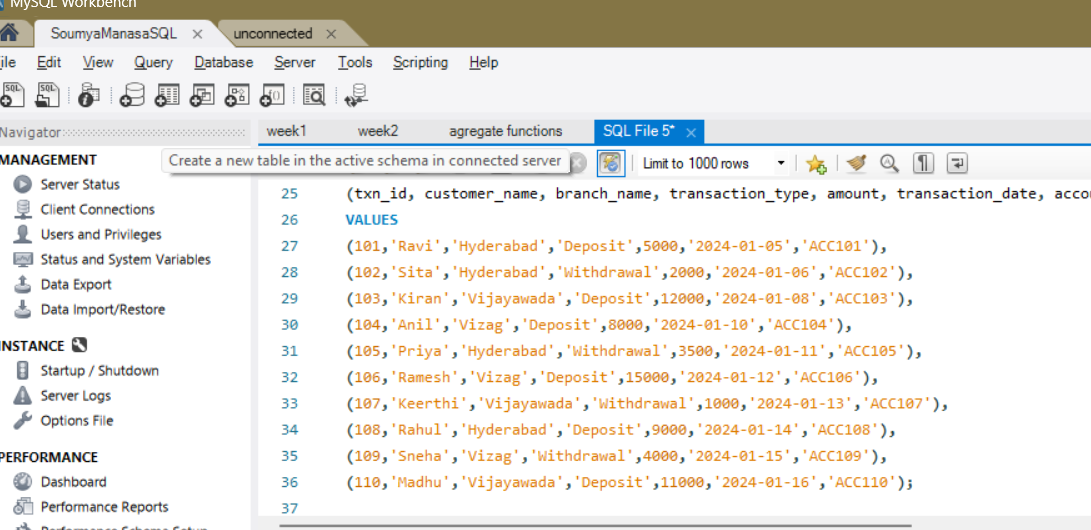 MySQL Workbench
SoumyaManasaSQL
unconnected
Edit View Query Database Server Tools Scripting Help
SQL SQL
Navigator
week1 week2 agregate functions SQL File 5*
MANAGEMENT
Create a new table in the active schema in connected server
Limit to 1000 rows
Server Status
Client Connections
Users and Privileges
Status and System Variables
Data Export
Data Import/Restore
INSTANCE
Startup / Shutdown
Server Logs
Options File
PERFORMANCE
Dashboard
Performance Reports
25 (txn_id, customer_name, branch_name, transaction_type, amount, transaction_date, acco
26 VALUES
27 (101,'Ravi','Hyderabad','Deposit',5000,'2024-01-05','ACC101'),
28 (102,'Sita','Hyderabad','Withdrawal',2000,'2024-01-06','ACC102'),
29 (103,'Kiran','Vijayawada','Deposit',12000,'2024-01-08','ACC103'),
30 (104,'Anil','Vizag','Deposit',8000,'2024-01-10','ACC104'),
31 (105,'Priya','Hyderabad','Withdrawal',3500,'2024-01-11','ACC105'),
32 (106,'Ramesh','Vizag','Deposit',15000,'2024-01-12','ACC106'),
33 (107,'Keerthi','Vijayawada','Withdrawal',1000,'2024-01-13','ACC107'),
34 (108,'Rahul','Hyderabad','Deposit',9000,'2024-01-14','ACC108'),
35 (109,'Sneha','Vizag','Withdrawal',4000,'2024-01-15','ACC109'),
36 (110,'Madhu','Vijayawada','Deposit',11000,'2024-01-16','ACC110');
37